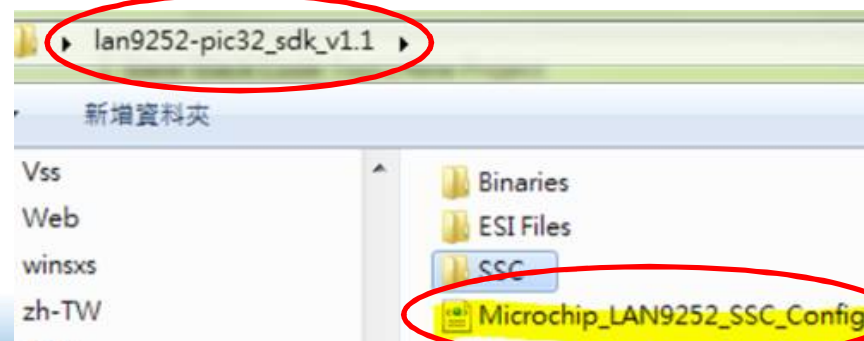 lan9252-pic32_sdk_v1.1
新增資料夾
Vss
Web
winsxs
zh-TW
Binaries
ESI Files
SSC
Microchip_LAN9252_SSC_Config